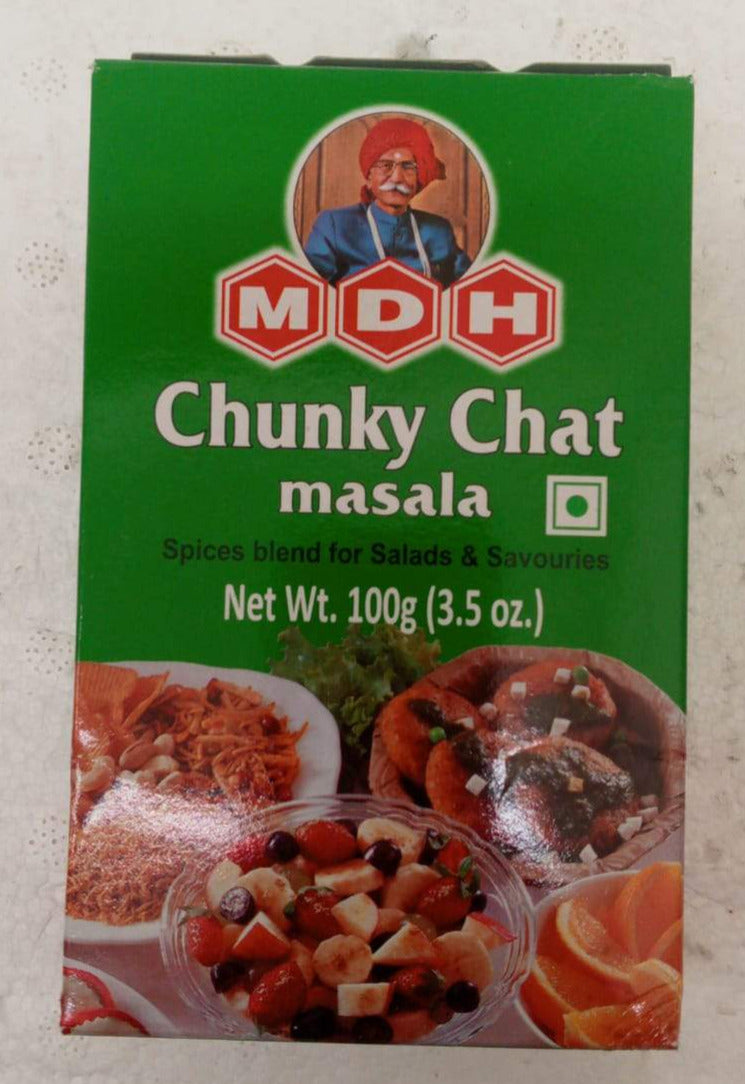 MDH
Chunky Chat
masala
Spices blend for Salads & Savouries
Net Wt. 100g (3.5 oz.)